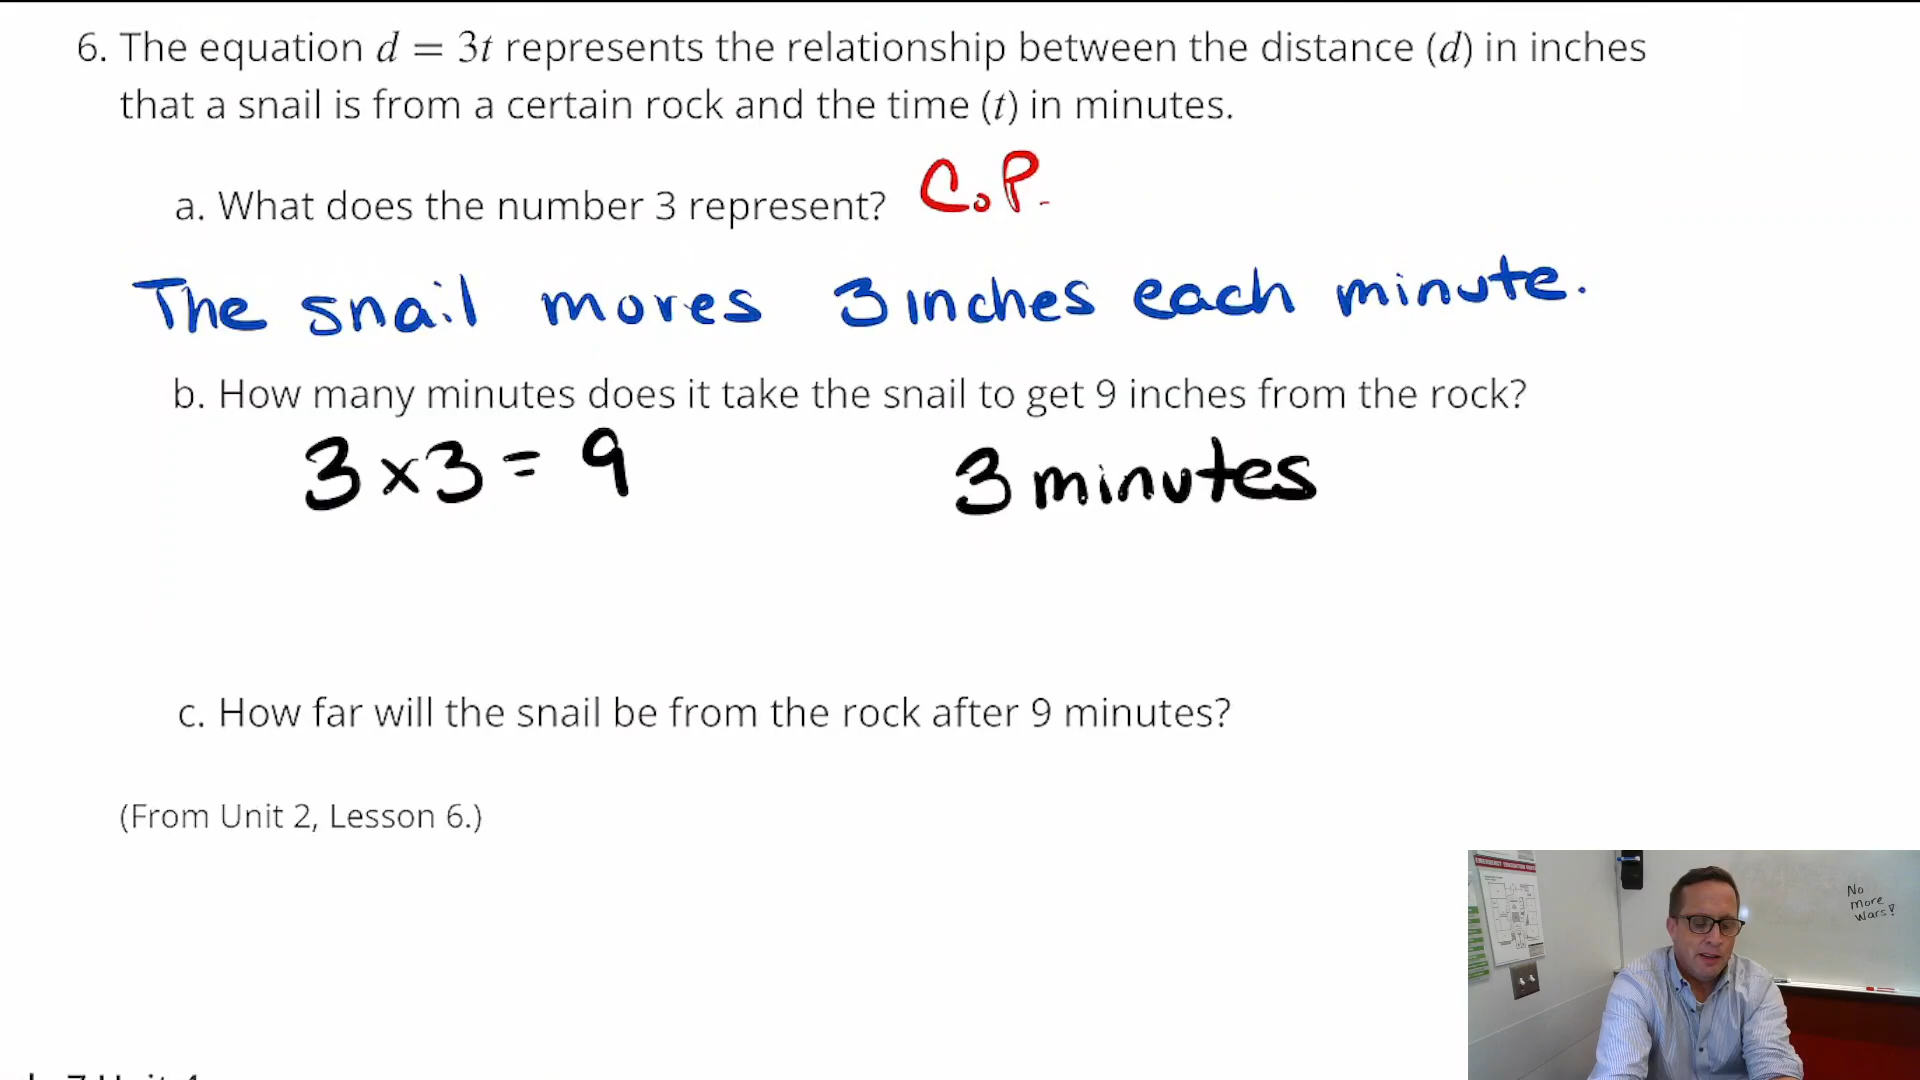 6. The equation d = 3t represents the relationship between the distance (d) in inches
that a snail is from a certain rock and the time (t) in minutes.
a. What does the number 3 represent? C.o.P.
The snail moves 3 inches each minute.
b. How many minutes does it take the snail to get 9 inches from the rock?
3 x 3 = 9 3 minutes
c. How far will the snail be from the rock after 9 minutes?
(From Unit 2, Lesson 6.)
No
more
wars!